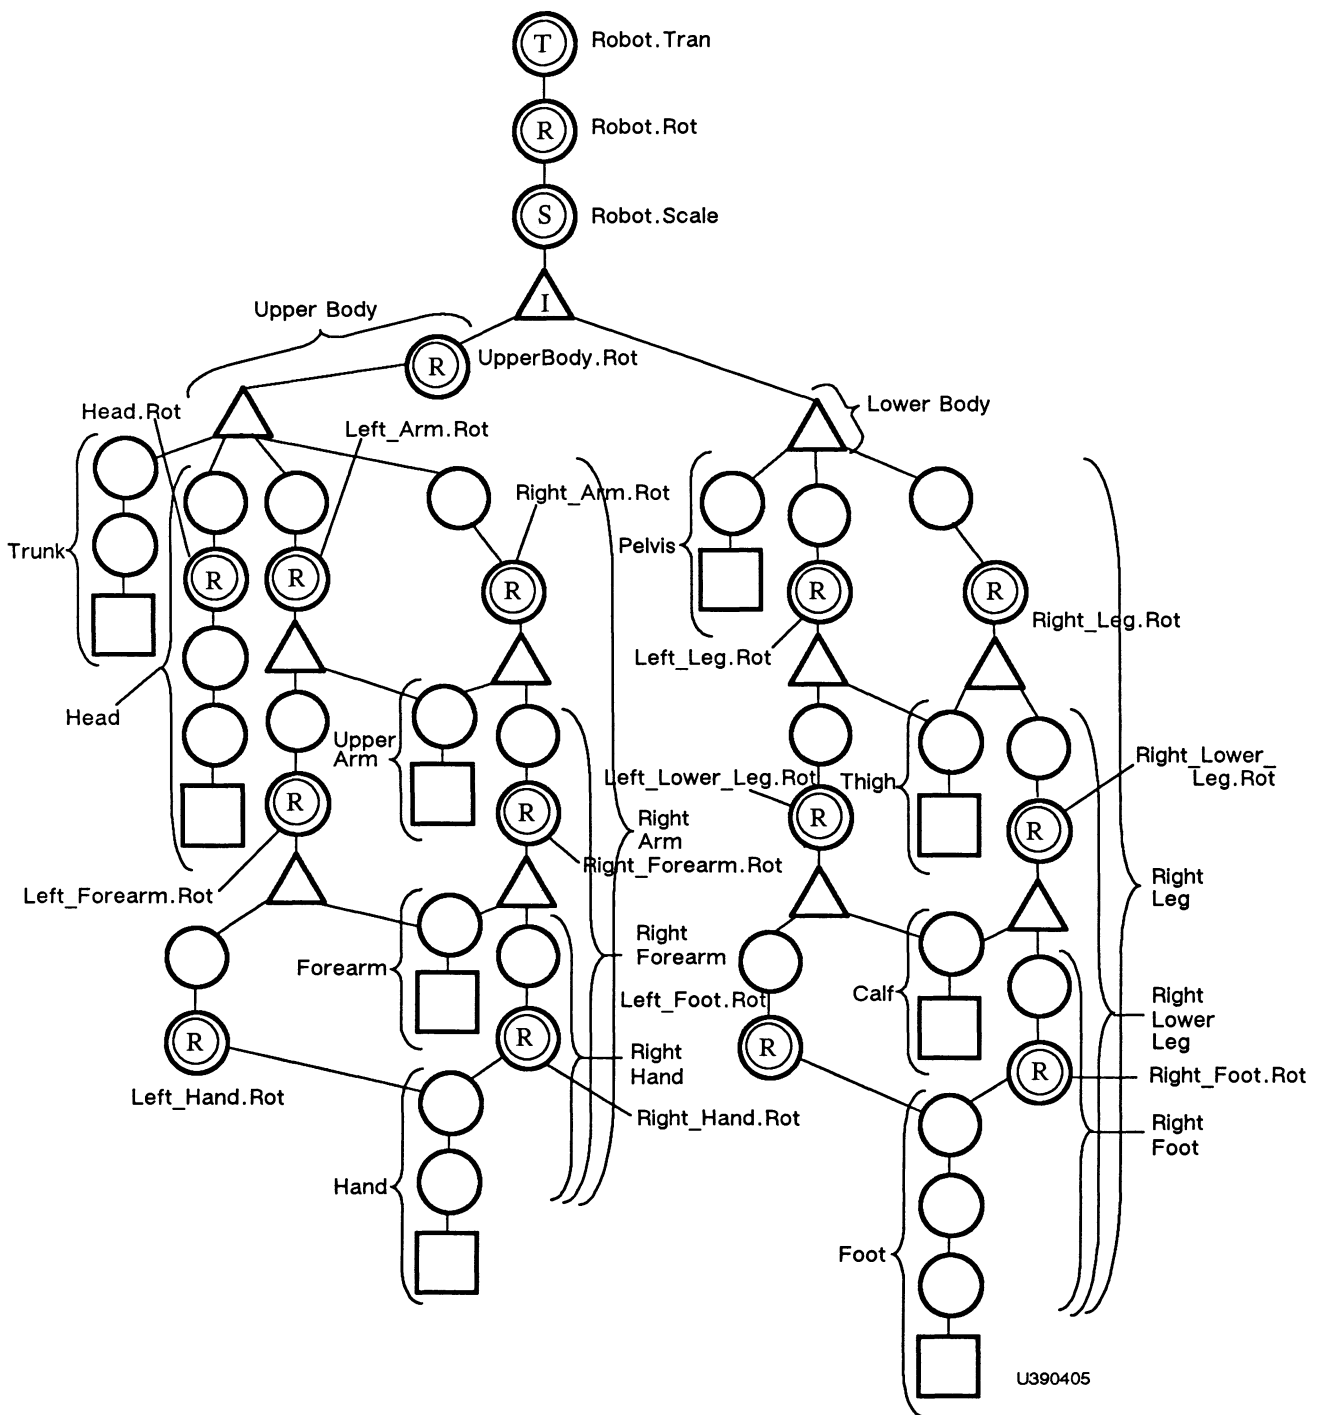 T Robot.Tran
R Robot.Rot
S Robot.Scale
I
Upper Body
R UpperBody.Rot
Head.Rot
Left_Arm.Rot
Lower Body
Right_Arm.Rot
Trunk
Pelvis
R R R R R
Right_Leg.Rot
Left_Leg.Rot
Head
Upper
Arm
Left_Lower_Leg.Rot
Thigh
Right_Lower_
Leg.Rot
R R R R
Right
Arm
Right_Forearm.Rot
Left_Forearm.Rot
Right
Leg
Right
Forearm
Forearm
Left_Foot.Rot
Calf
Right
Lower
Leg
R R R R
Right
Hand
Right_Foot.Rot
Left_Hand.Rot
Right_Hand.Rot
Right
Foot
Hand
Foot
U390405